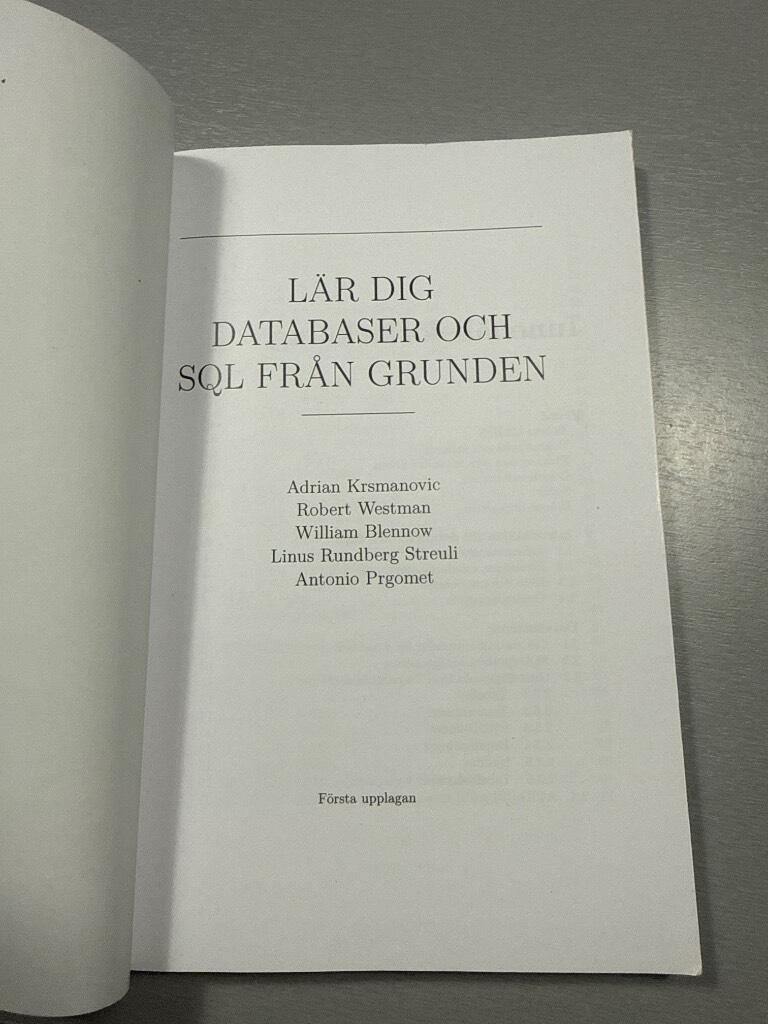 LÄR DIG
DATABASER OCH
SQL FRÅN GRUNDEN
Adrian Krsmanovic
Robert Westman
William Blennow
Linus Rundberg Streuli
Antonio Prgomet
Första upplagan